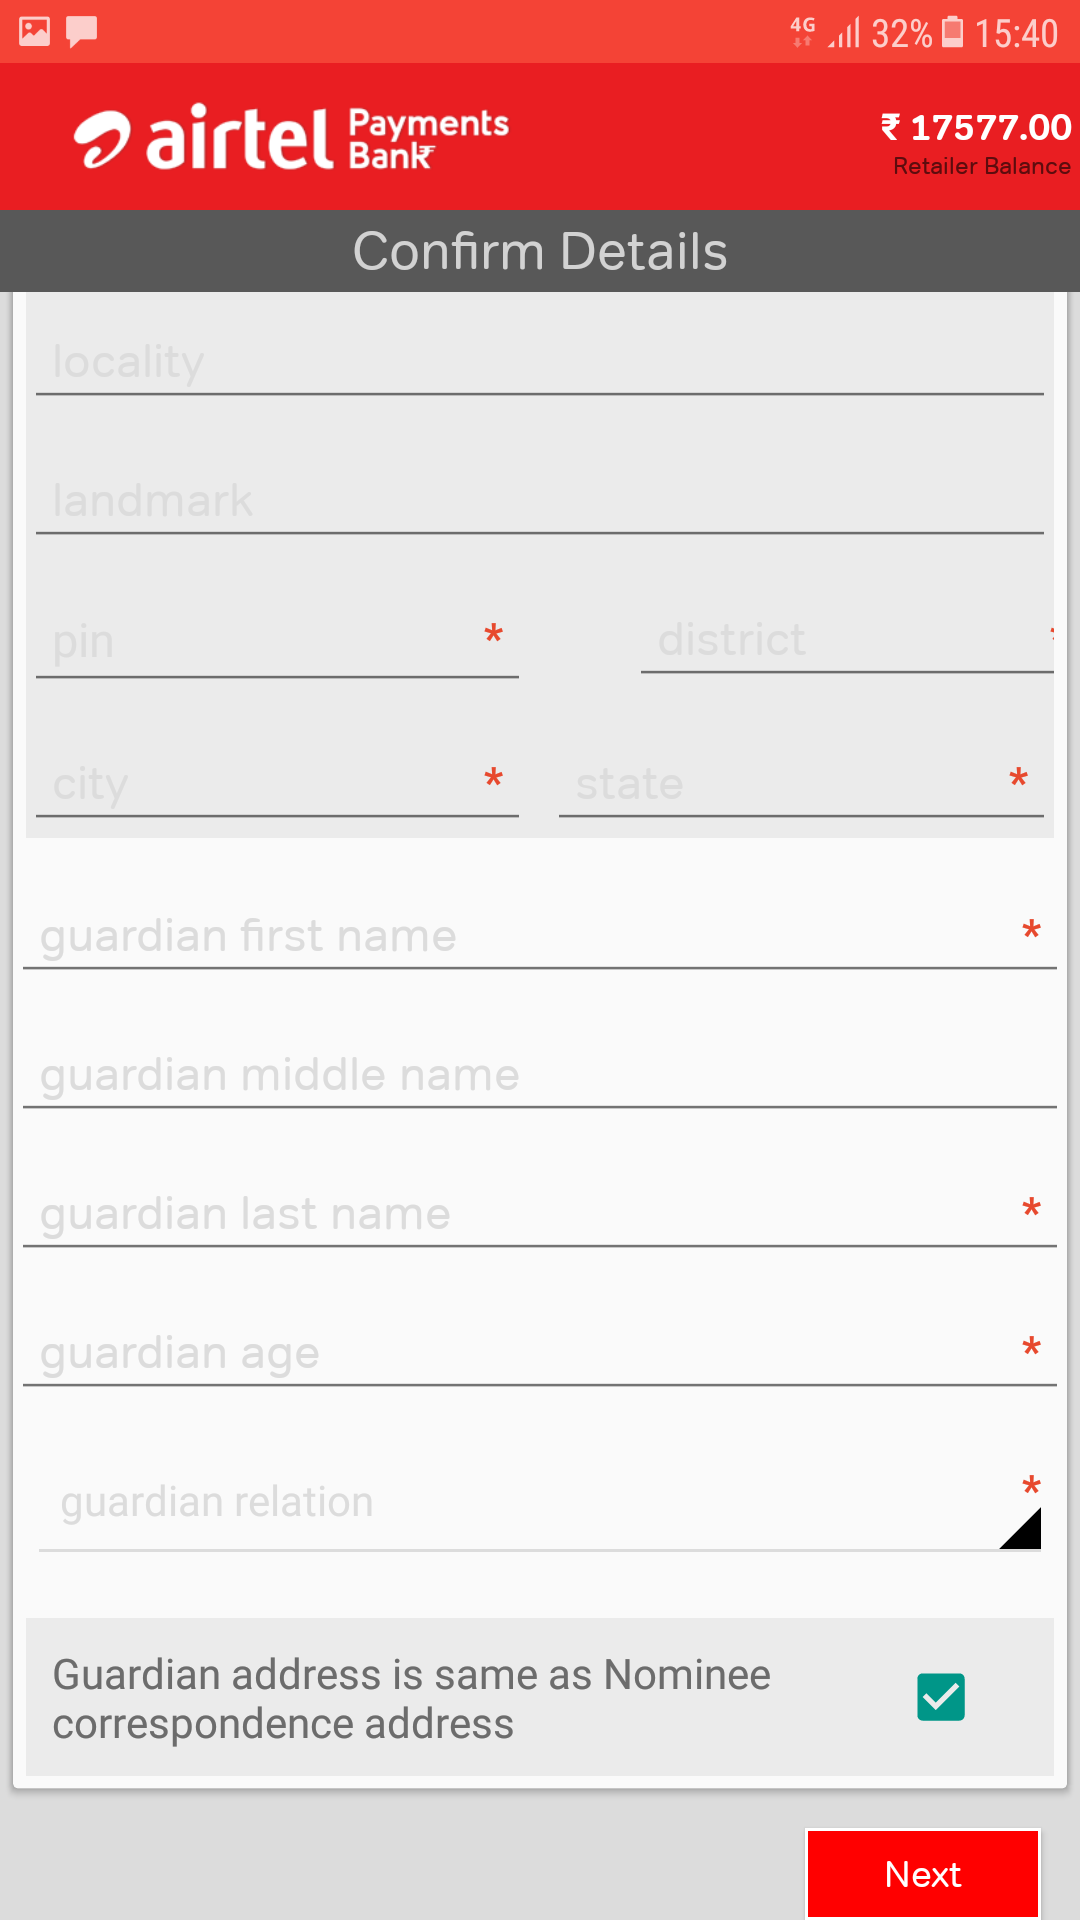 4G 32% 15:40
airtel Payments Bank
₹ 17577.00
Retailer Balance
Confirm Details
locality
landmark
pin * district *
city * state *
guardian first name *
guardian middle name
guardian last name *
guardian age *
guardian relation *
Guardian address is same as Nominee
correspondence address
Next